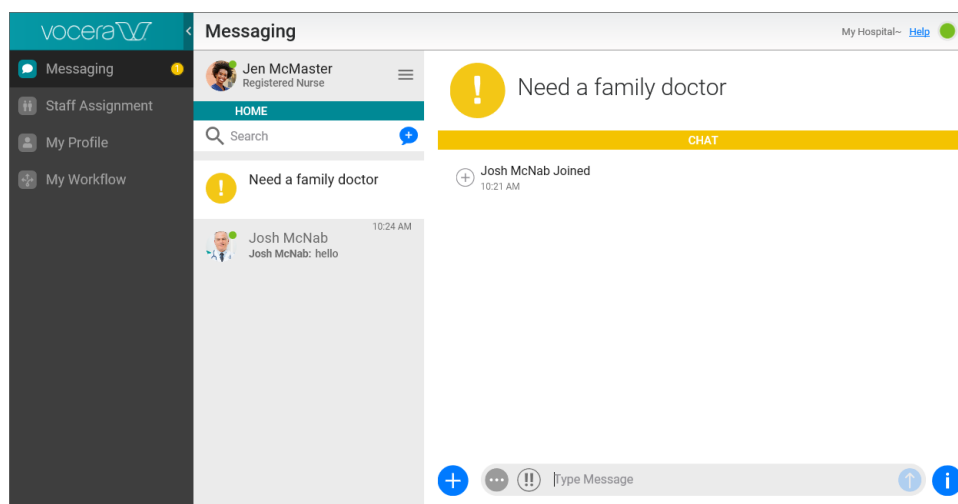 vocera
Messaging
1
Staff Assignment
My Profile
My Workflow
Messaging
My Hospital~ Help
Jen McMaster
Registered Nurse
HOME
Search
Need a family doctor
10:24 AM
Josh McNab
Josh McNab: hello
Need a family doctor
CHAT
Josh McNab Joined
10:21 AM
Type Message